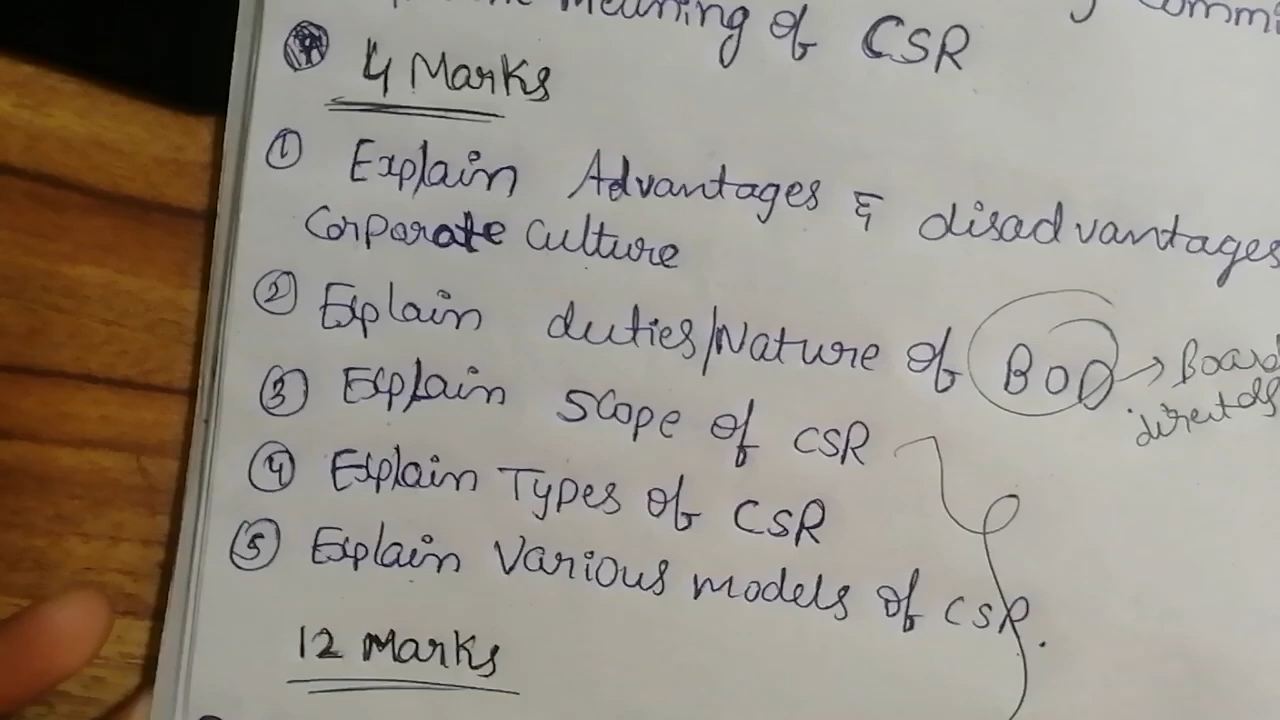 Meaning of CSR
4 Marks
① Explain Advantages & disadvantages
Corporate Culture
② Explain duties/Nature of BOD → Board
directors
③ Explain Scope of CSR
④ Explain Types of CSR
⑤ Explain Various models of CSR.
12 Marks